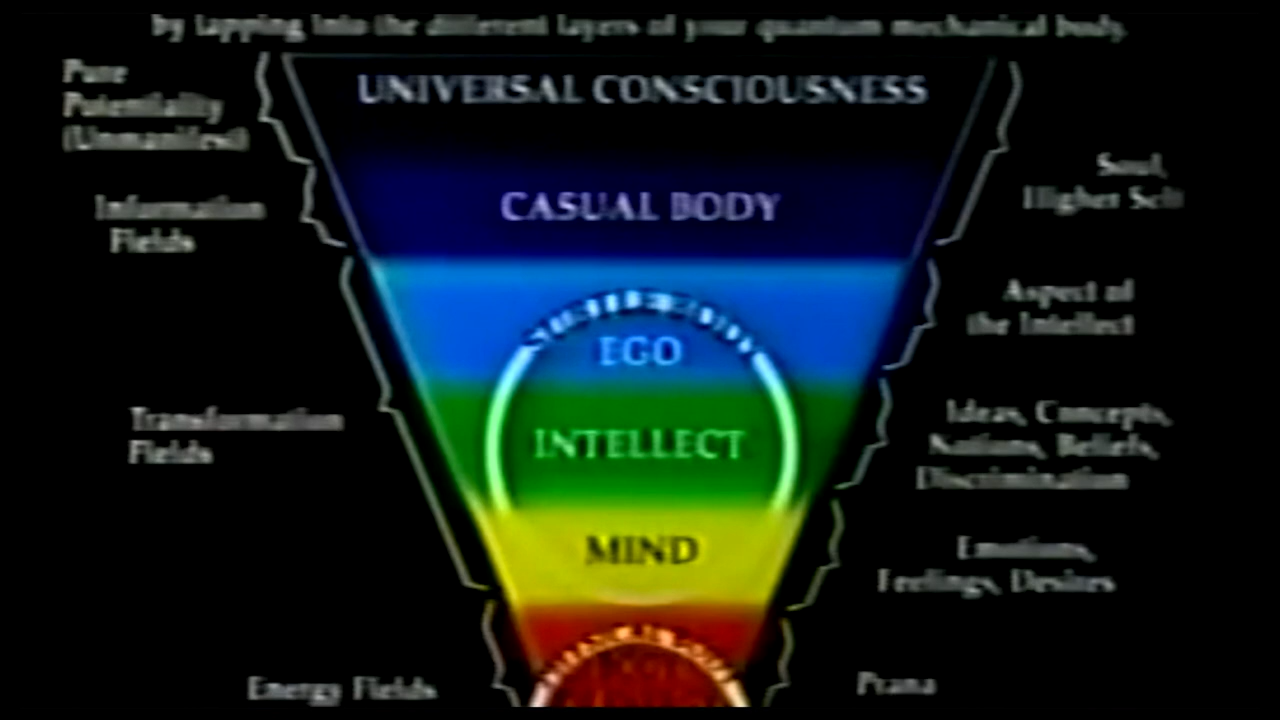 by tapping into the different layers of your quantum mechanical body.
Pure
Potentiality
(Unmanifest)
UNIVERSAL CONSCIOUSNESS
Soul,
Higher Self
Information
Fields
CASUAL BODY
Aspect of
the Intellect
EGO
Transformation
Fields
INTELLECT
Ideas, Concepts,
Notions, Beliefs,
Discrimination
MIND
Emotions,
Feelings, Desires
Energy Fields
Prana